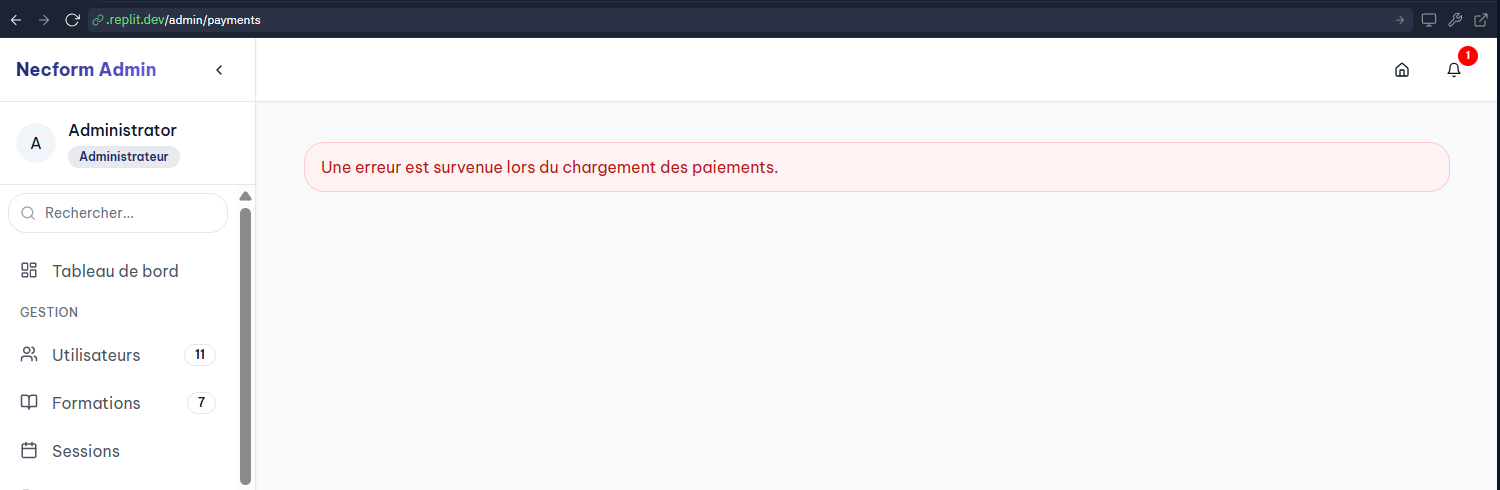 .replit.dev/admin/payments
Necform Admin
1
A
Administrator
Administrateur
Une erreur est survenue lors du chargement des paiements.
Rechercher...
Tableau de bord
GESTION
Utilisateurs 11
Formations 7
Sessions